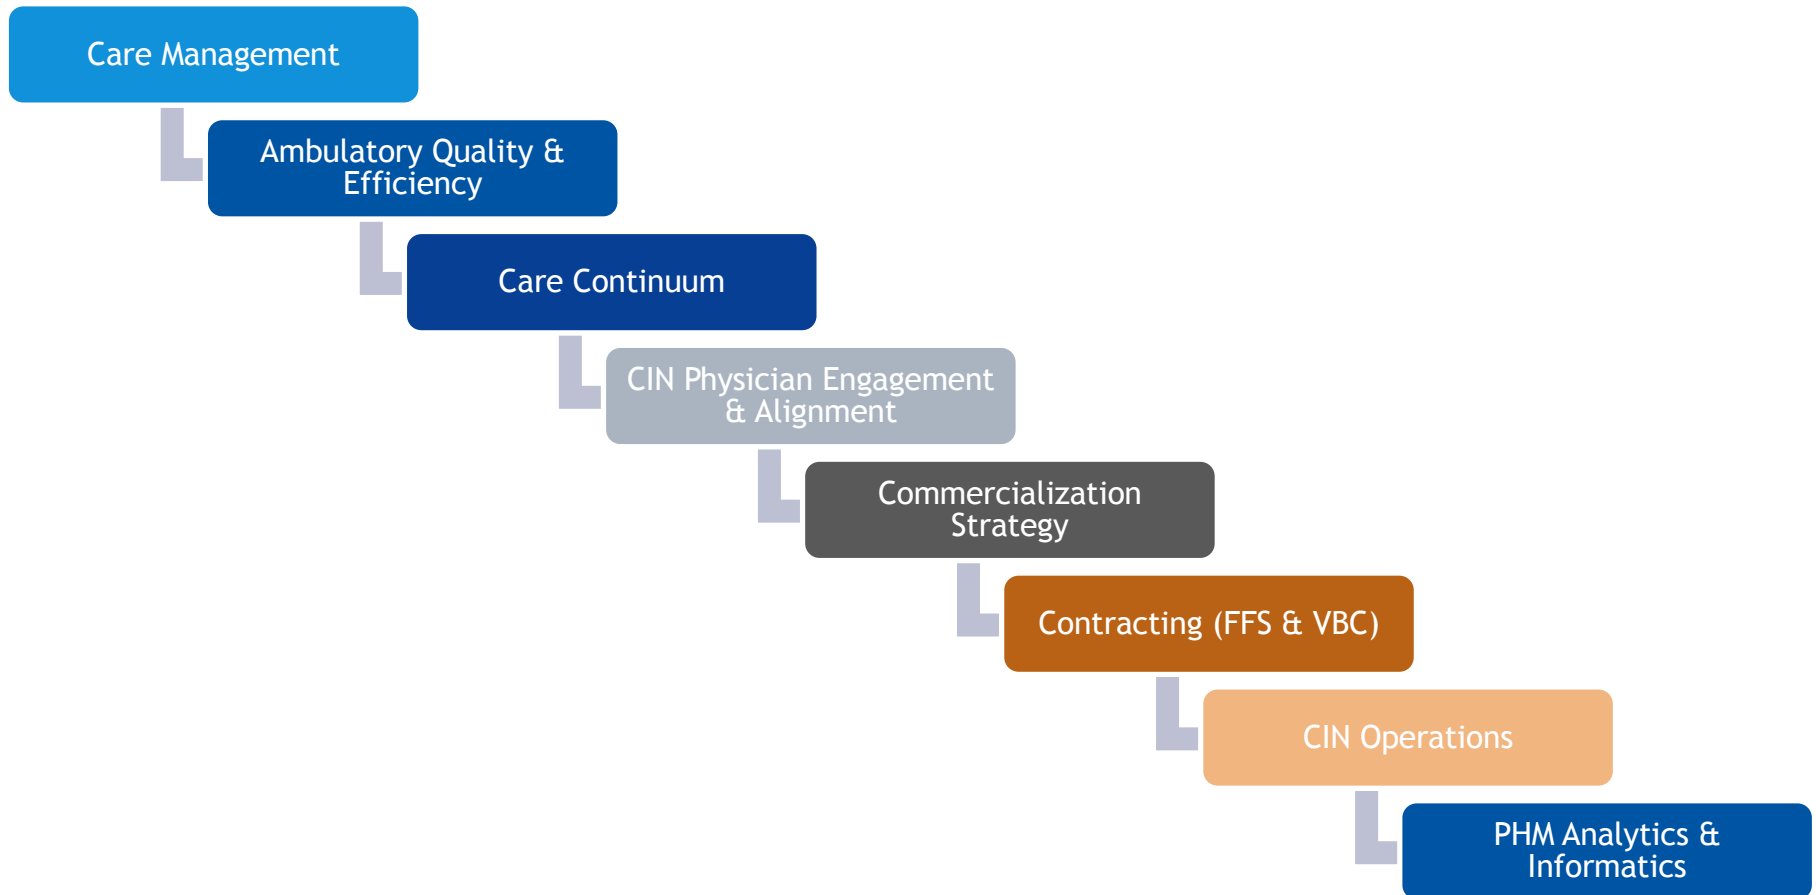 Care Management
Ambulatory Quality &
Efficiency
Care Continuum
CIN Physician Engagement
& Alignment
Commercialization
Strategy
Contracting (FFS & VBC)
CIN Operations
PHM Analytics &
Informatics